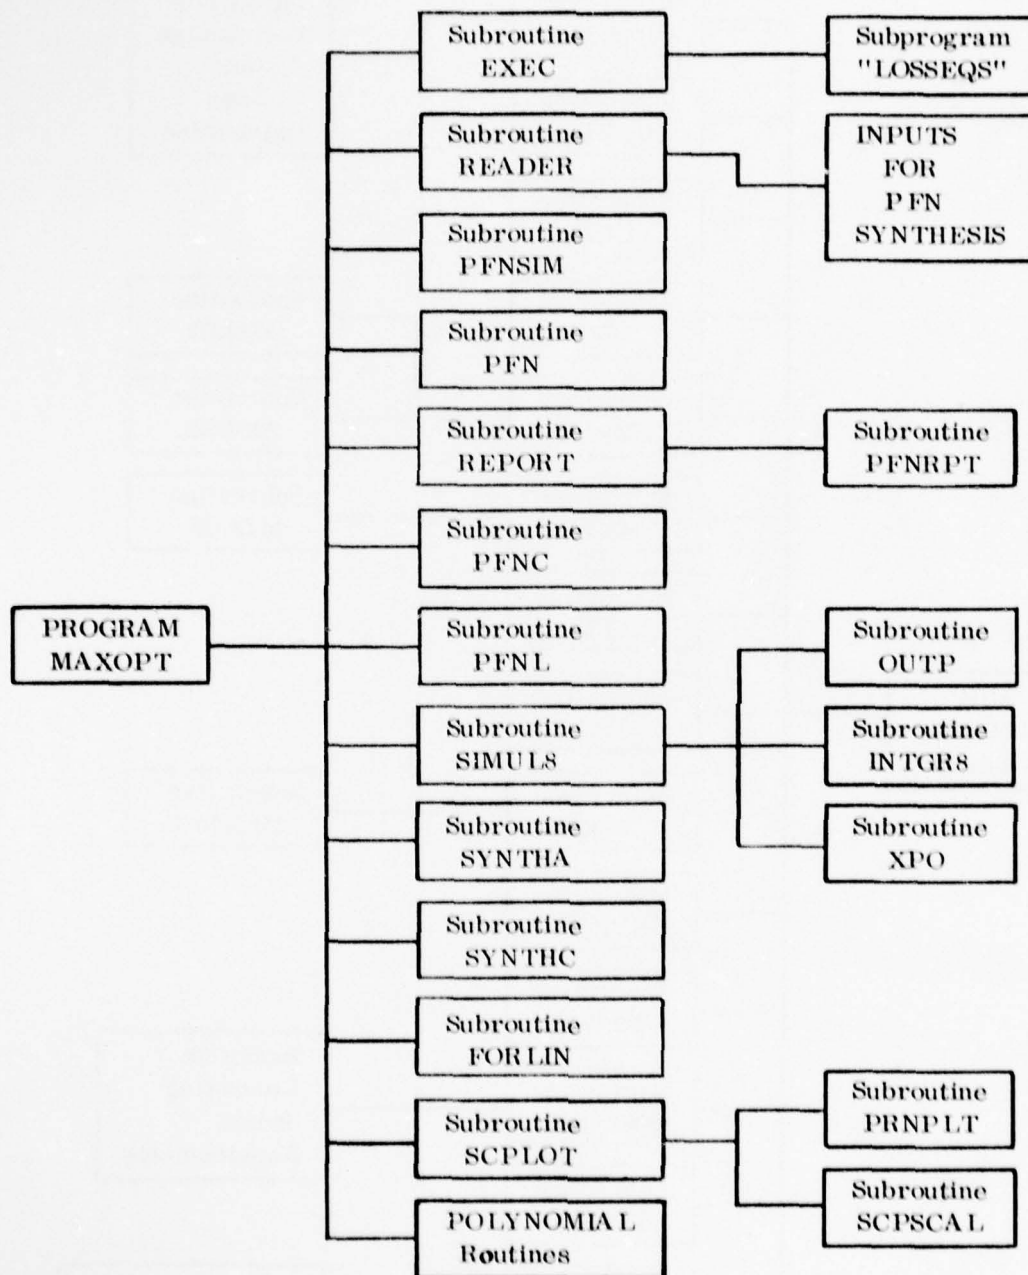 Subroutine
EXEC
Subprogram
"LOSSEQS"
Subroutine
READER
INPUTS
FOR
PFN
SYNTHESIS
Subroutine
PFNSIM
Subroutine
PFN
Subroutine
REPORT
Subroutine
PFNRPT
Subroutine
PFNC
PROGRAM
MAXOPT
Subroutine
PFNL
Subroutine
OUTP
Subroutine
SIMUL8
Subroutine
INTGR8
Subroutine
SYNTHA
Subroutine
XPO
Subroutine
SYNTHC
Subroutine
FORLIN
Subroutine
SCPLOT
Subroutine
PRNPLT
Subroutine
SCPSCAL
POLYNOMIAL
Routines